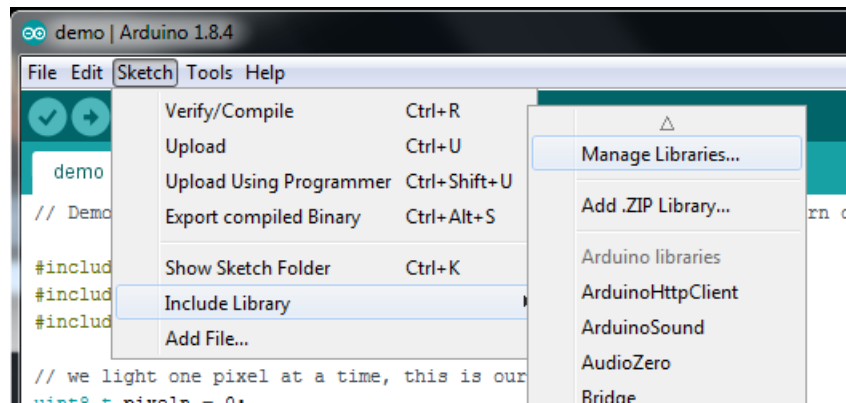 demo | Arduino 1.8.4
File Edit Sketch Tools Help
Verify/Compile Ctrl+R
Upload Ctrl+U
Upload Using Programmer Ctrl+Shift+U
Export compiled Binary Ctrl+Alt+S
Show Sketch Folder Ctrl+K
Include Library
Add File...
Manage Libraries...
Add .ZIP Library...
Arduino libraries
ArduinoHttpClient
ArduinoSound
AudioZero
Bridge
demo
// Demo
#includ
#includ
#includ
// we light one pixel at a time, this is our
uint8_t pixeln = 0;